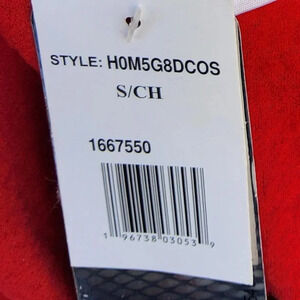 STYLE: H0M5G8DCOS
S/CH
1667550
1 96738 03053 9